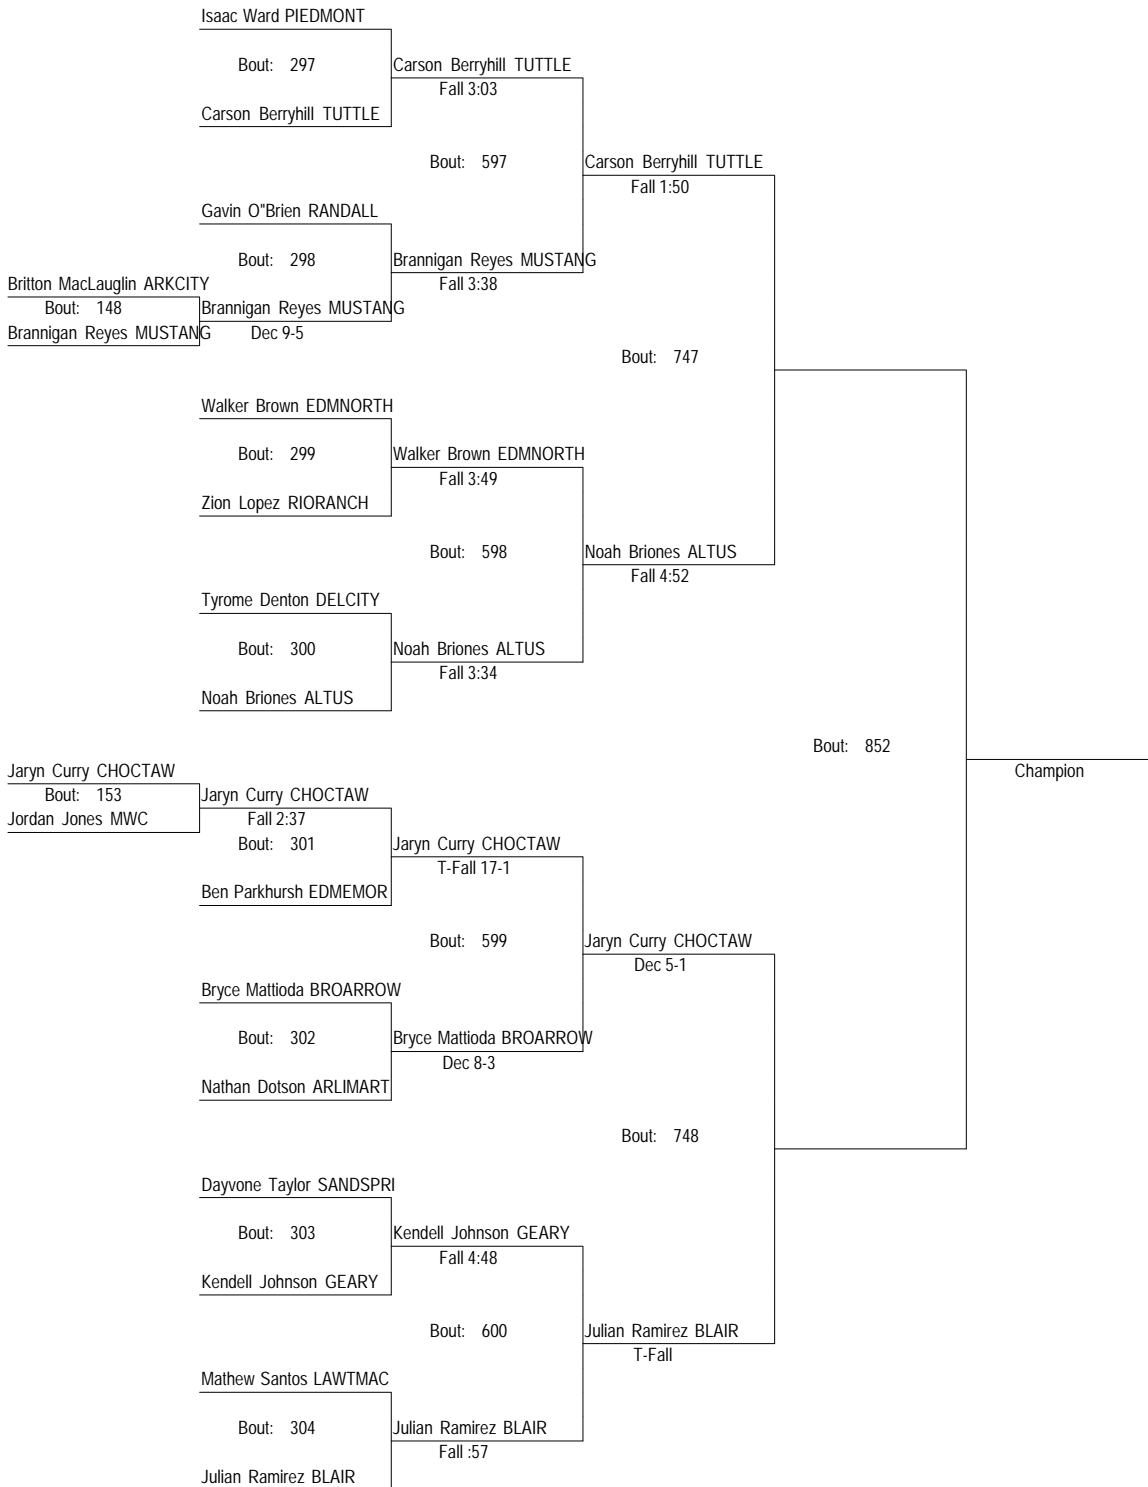 Isaac Ward PIEDMONT
Bout: 297
Carson Berryhill TUTTLE
Fall 3:03
Carson Berryhill TUTTLE
Bout: 597
Carson Berryhill TUTTLE
Fall 1:50
Gavin O"Brien RANDALL
Bout: 298
Brannigan Reyes MUSTANG
Fall 3:38
Britton MacLauglin ARKCITY
Bout: 148
Brannigan Reyes MUSTANG
Brannigan Reyes MUSTANG
Dec 9-5
Bout: 747
Walker Brown EDMNORTH
Bout: 299
Walker Brown EDMNORTH
Fall 3:49
Zion Lopez RIORANCH
Bout: 598
Noah Briones ALTUS
Fall 4:52
Tyrome Denton DELCITY
Bout: 300
Noah Briones ALTUS
Fall 3:34
Noah Briones ALTUS
Bout: 852
Champion
Jaryn Curry CHOCTAW
Bout: 153
Jaryn Curry CHOCTAW
Jordan Jones MWC
Fall 2:37
Bout: 301
Jaryn Curry CHOCTAW
T-Fall 17-1
Ben Parkhursh EDMEMOR
Bout: 599
Jaryn Curry CHOCTAW
Dec 5-1
Bryce Mattioda BROARROW
Bout: 302
Bryce Mattioda BROARROW
Dec 8-3
Nathan Dotson ARLIMART
Bout: 748
Dayvone Taylor SANDSPRI
Bout: 303
Kendell Johnson GEARY
Fall 4:48
Kendell Johnson GEARY
Bout: 600
Julian Ramirez BLAIR
T-Fall
Mathew Santos LAWTMAC
Bout: 304
Julian Ramirez BLAIR
Fall :57
Julian Ramirez BLAIR